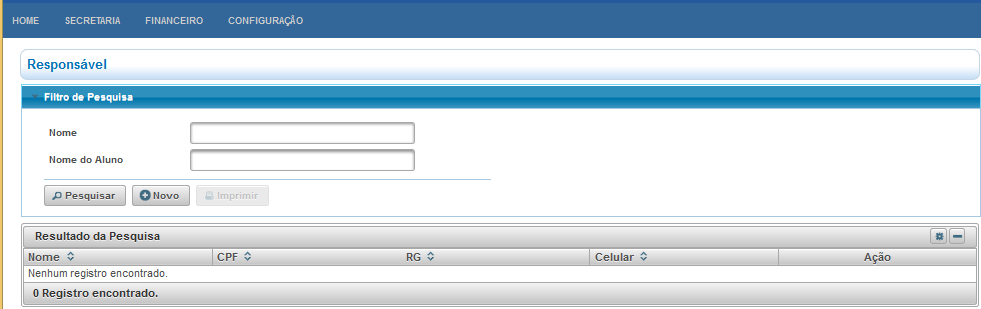 HOME SECRETARIA FINANCEIRO CONFIGURAÇÃO
Responsável
Filtro de Pesquisa
Nome
Nome do Aluno
Pesquisar Novo Imprimir
Resultado da Pesquisa
Nome CPF RG Celular Ação
Nenhum registro encontrado.
0 Registro encontrado.